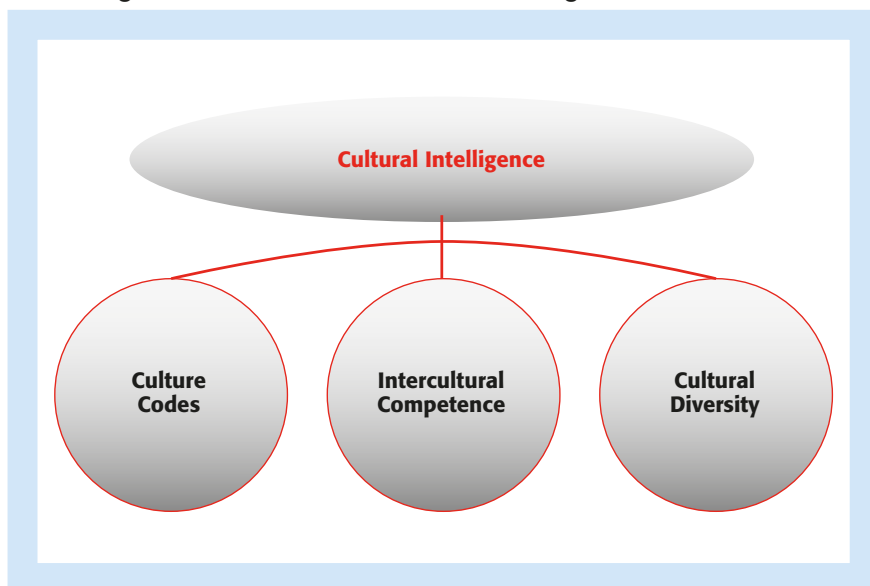 Cultural Intelligence
Culture
Codes
Intercultural
Competence
Cultural
Diversity